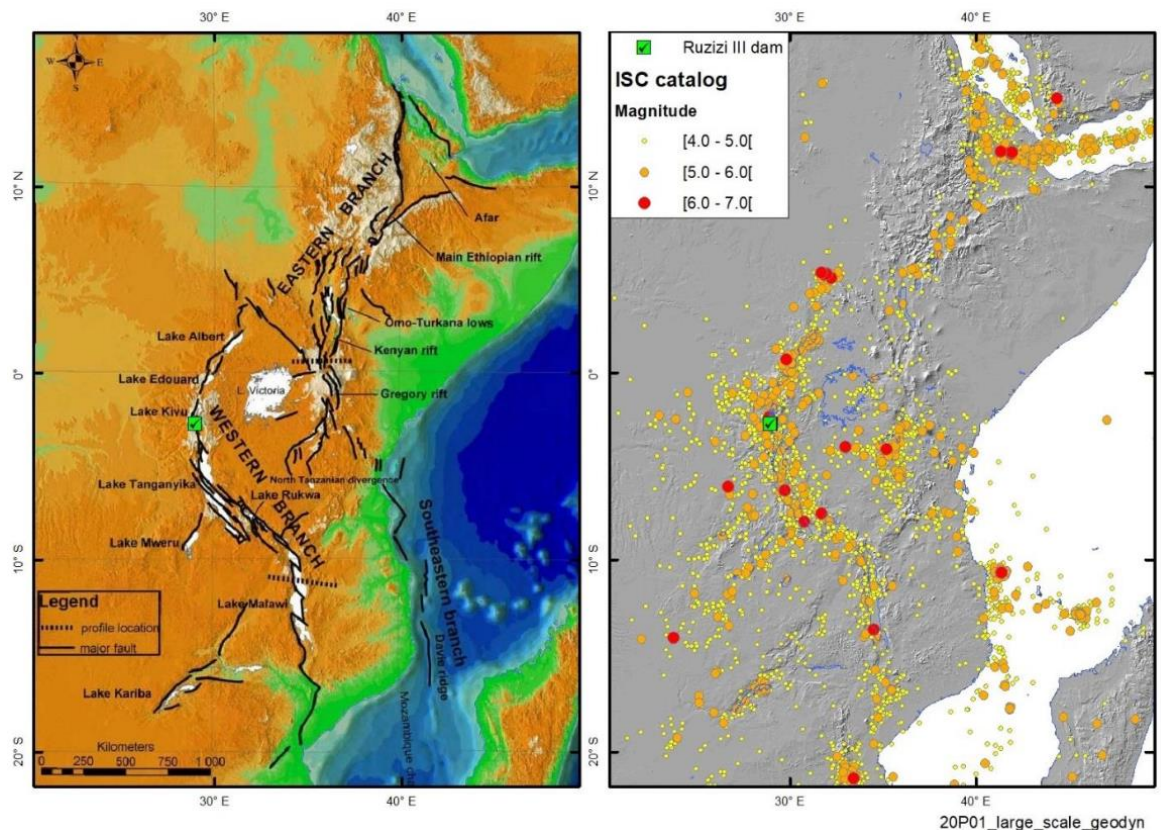 30° E
40° E
30° E
40° E
N
W
E
S
10°N
0°
10°S
20°S
EASTERN BRANCH
Afar
Main Ethiopian rift
Omo-Turkana lows
Lake Albert
Kenyan rift
Lake Edouard
L. Victoria
Gregory rift
Lake Kivu
WESTERN BRANCH
North Tanzanian divergence
Lake Tanganyika
Lake Rukwa
Lake Mweru
Southeastern branch
Legend
profile location
major fault
Lake Malawi
Davie ridge
Lake Kariba
Mozambique
Kilometers
0 250 500 1 000
30° E
40° E
Ruzizi III dam
ISC catalog
Magnitude
[4.0 - 5.0[
[5.0 - 6.0[
[6.0 - 7.0[
10°N
0°
10°S
20°S
30° E
40° E
20P01_large_scale_geodyn